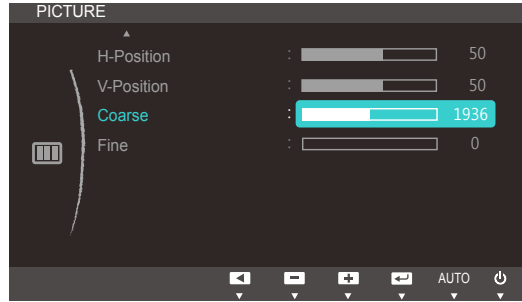 PICTURE
H-Position : 50
V-Position : 50
Coarse : 1936
Fine : 0
AUTO